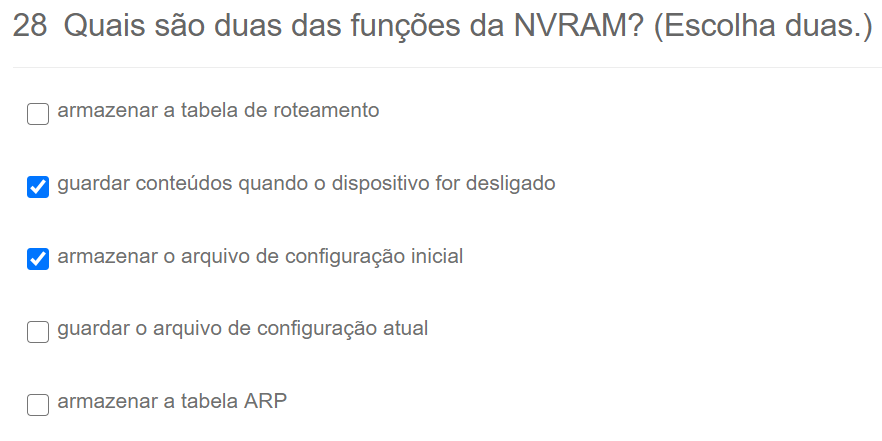 28 Quais são duas das funções da NVRAM? (Escolha duas.)
armazenar a tabela de roteamento
guardar conteúdos quando o dispositivo for desligado
armazenar o arquivo de configuração inicial
guardar o arquivo de configuração atual
armazenar a tabela ARP